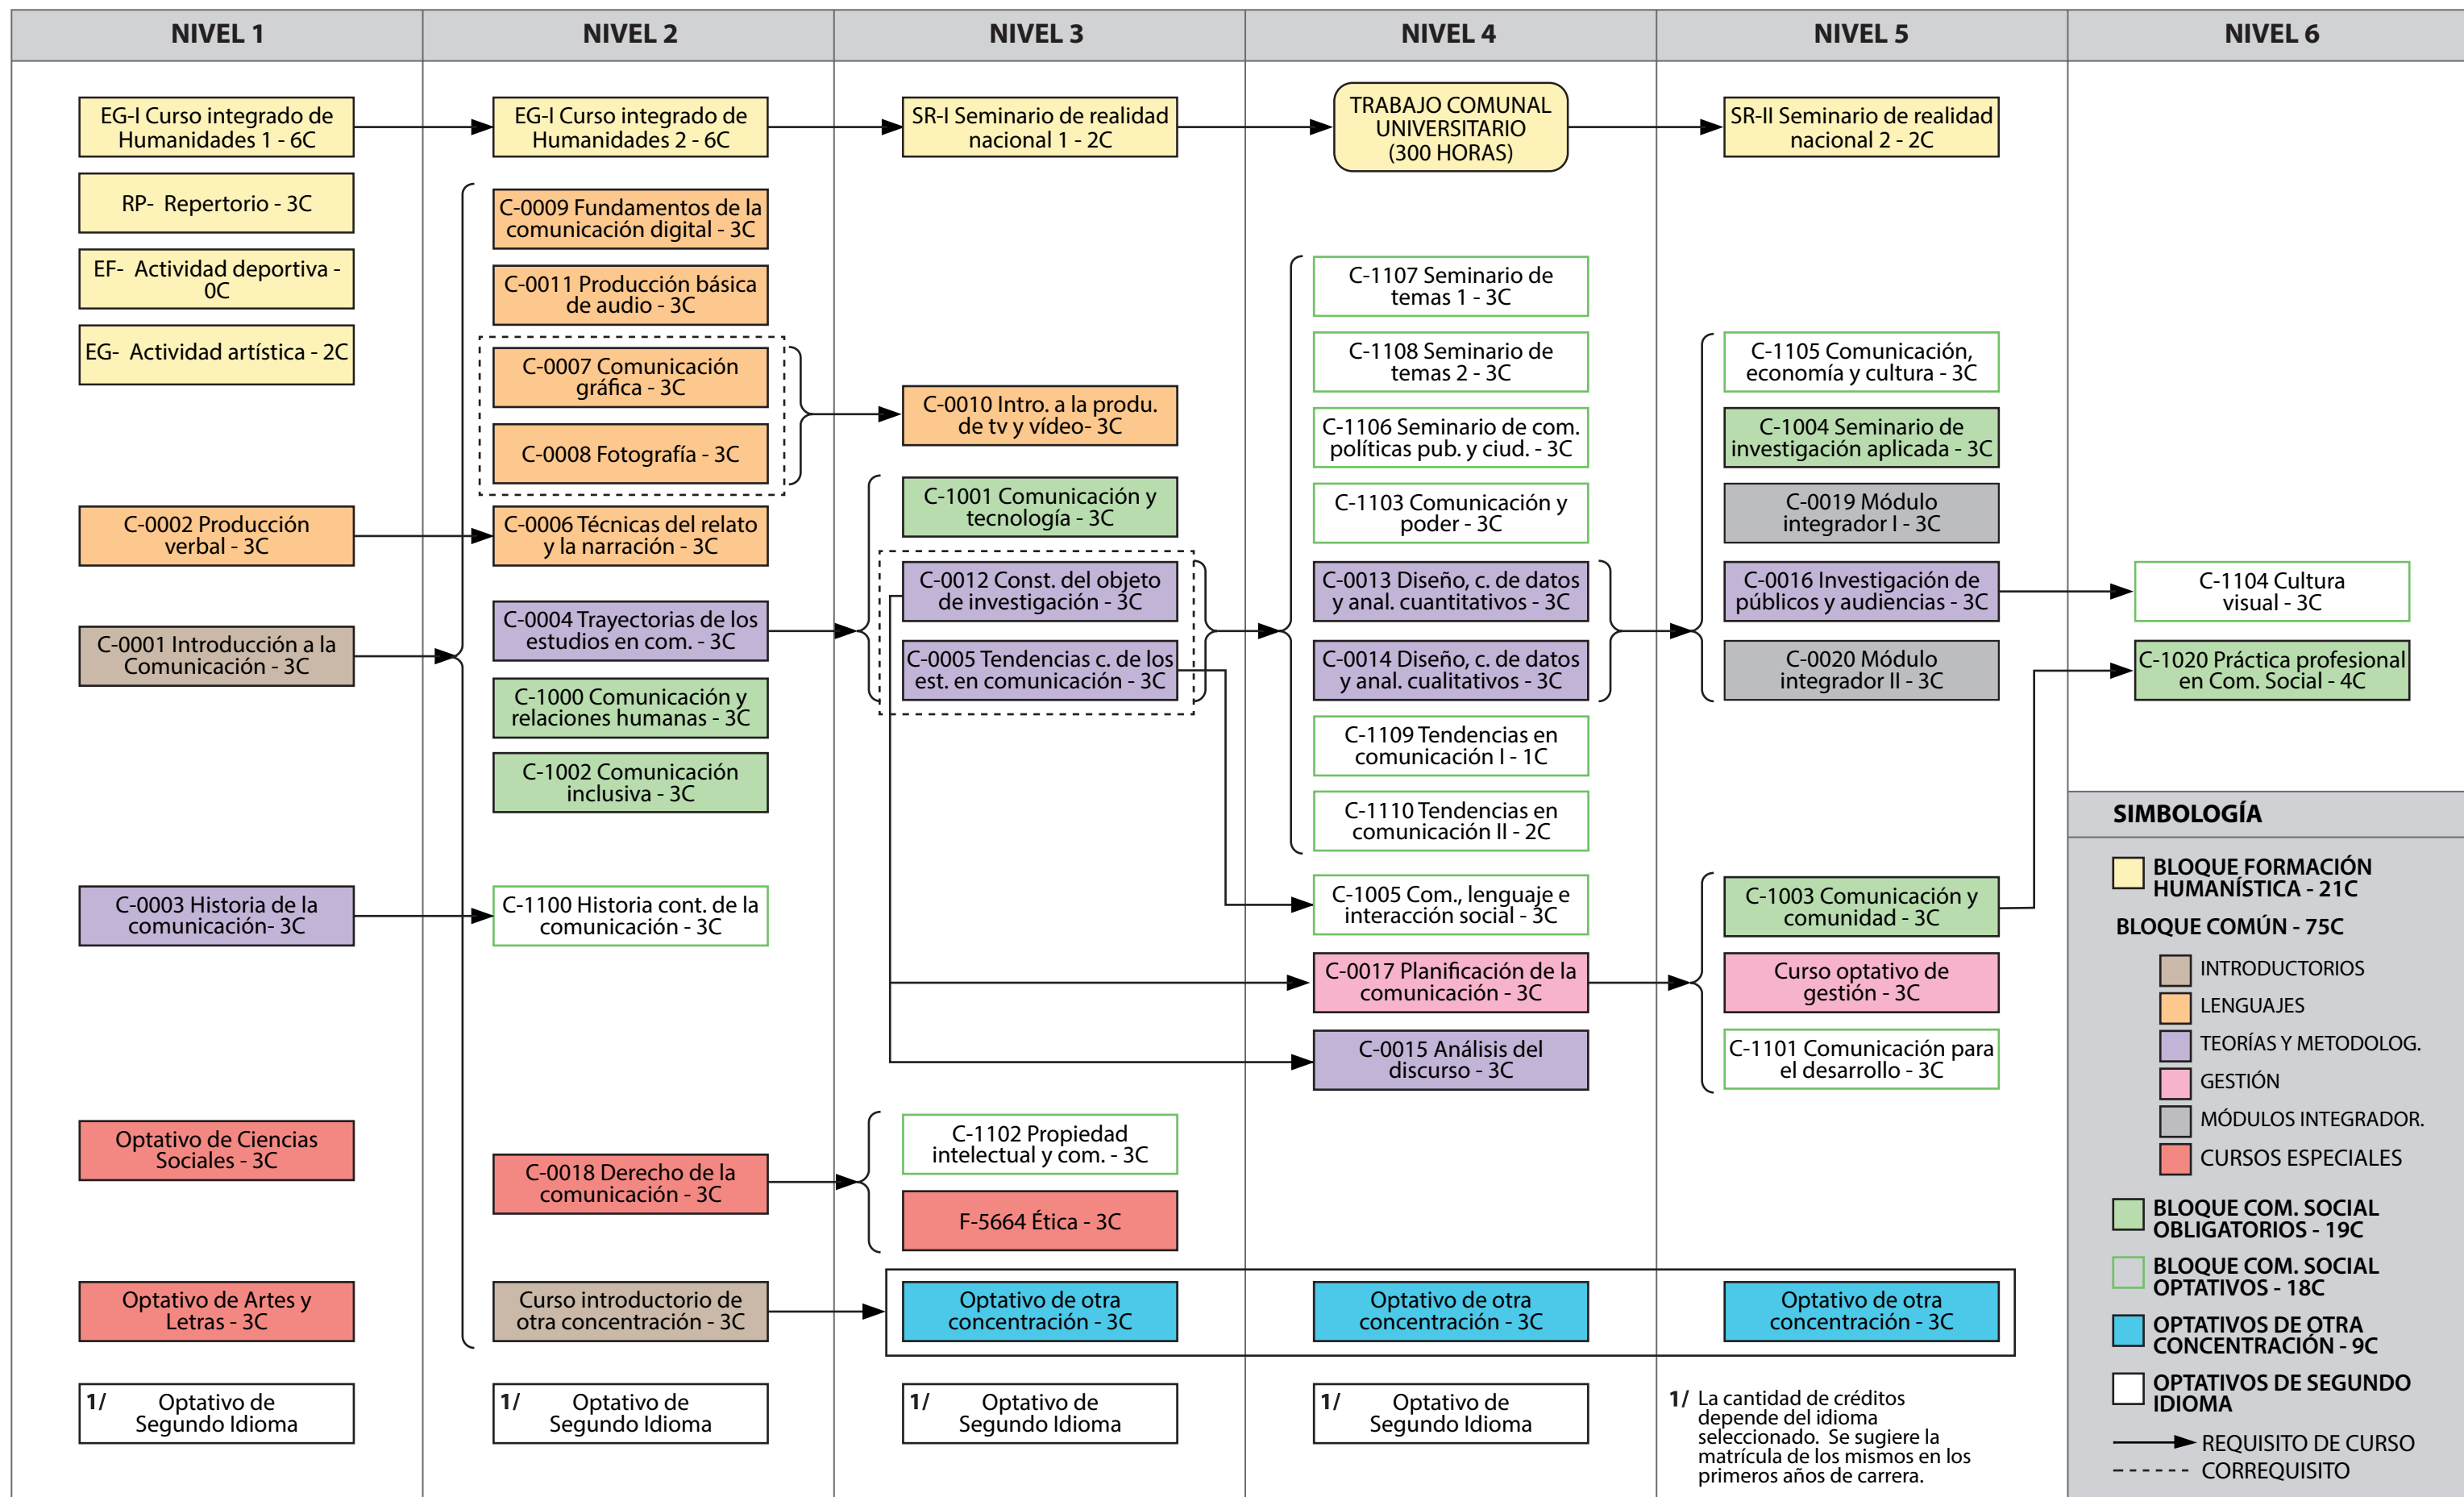 NIVEL 1
EG-I Curso integrado de
Humanidades 1 - 6C
RP-  Repertorio - 3C
EF-  Actividad deportiva -
0C
EG-  Actividad artística - 2C
C-0002 Producción
verbal - 3C
C-0001 Introducción a la
Comunicación - 3C
C-0003 Historia de la
comunicación- 3C
Optativo de Ciencias
Sociales - 3C
Optativo de Artes y
Letras - 3C
1/ Optativo de
Segundo Idioma
NIVEL 2
EG-I Curso integrado de
Humanidades 2 - 6C
C-0009 Fundamentos de la
comunicación digital - 3C
C-0011 Producción básica
de audio - 3C
C-0007 Comunicación
gráfica - 3C
C-0008 Fotografía - 3C
C-0006 Técnicas del relato
y la narración - 3C
C-0004 Trayectorias de los
estudios en com. - 3C
C-1000 Comunicación y
relaciones humanas - 3C
C-1002 Comunicación
inclusiva - 3C
C-1100 Historia cont. de la
comunicación - 3C
C-0018 Derecho de la
comunicación - 3C
Curso introductorio de
otra concentración - 3C
1/ Optativo de
Segundo Idioma
NIVEL 3
SR-I Seminario de realidad
nacional 1 - 2C
C-0010 Intro. a la produ.
de tv y vídeo- 3C
C-1001 Comunicación y
tecnología - 3C
C-0012 Const. del objeto
de investigación - 3C
C-0005 Tendencias c. de los
est. en comunicación - 3C
C-1102 Propiedad
intelectual y com. - 3C
F-5664 Ética - 3C
Optativo de otra
concentración - 3C
1/ Optativo de
Segundo Idioma
NIVEL 4
TRABAJO COMUNAL
UNIVERSITARIO
(300 HORAS)
C-1107 Seminario de
temas 1 - 3C
C-1108 Seminario de
temas 2 - 3C
C-1106 Seminario de com.
políticas pub. y ciud. - 3C
C-1103 Comunicación y
poder - 3C
C-0013 Diseño, c. de datos
y anal. cuantitativos - 3C
C-0014 Diseño, c. de datos
y anal. cualitativos - 3C
C-1109 Tendencias en
comunicación I - 1C
C-1110 Tendencias en
comunicación II - 2C
C-1005 Com., lenguaje e
interacción social - 3C
C-0017 Planificación de la
comunicación - 3C
C-0015 Análisis del
discurso - 3C
Optativo de otra
concentración - 3C
1/ Optativo de
Segundo Idioma
NIVEL 5
SR-II Seminario de realidad
nacional 2 - 2C
C-1105 Comunicación,
economía y cultura - 3C
C-1004 Seminario de
investigación aplicada - 3C
C-0019 Módulo
integrador I - 3C
C-0016 Investigación de
públicos y audiencias - 3C
C-0020 Módulo
integrador II - 3C
C-1003 Comunicación y
comunidad - 3C
Curso optativo de
gestión - 3C
C-1101 Comunicación para
el desarrollo - 3C
Optativo de otra
concentración - 3C
1/ La cantidad de créditos
depende del idioma
seleccionado.  Se sugiere la
matrícula de los mismos en los
primeros años de carrera.
NIVEL 6
C-1104 Cultura
visual - 3C
C-1020 Práctica profesional
en Com. Social - 4C
SIMBOLOGÍA
BLOQUE FORMACIÓN
HUMANÍSTICA - 21C
BLOQUE COMÚN - 75C
INTRODUCTORIOS
LENGUAJES
TEORÍAS Y METODOLOG.
GESTIÓN
MÓDULOS INTEGRADOR.
CURSOS ESPECIALES
BLOQUE COM. SOCIAL
OBLIGATORIOS - 19C
BLOQUE COM. SOCIAL
OPTATIVOS - 18C
OPTATIVOS DE OTRA
CONCENTRACIÓN - 9C
OPTATIVOS DE SEGUNDO
IDIOMA
REQUISITO DE CURSO
CORREQUISITO